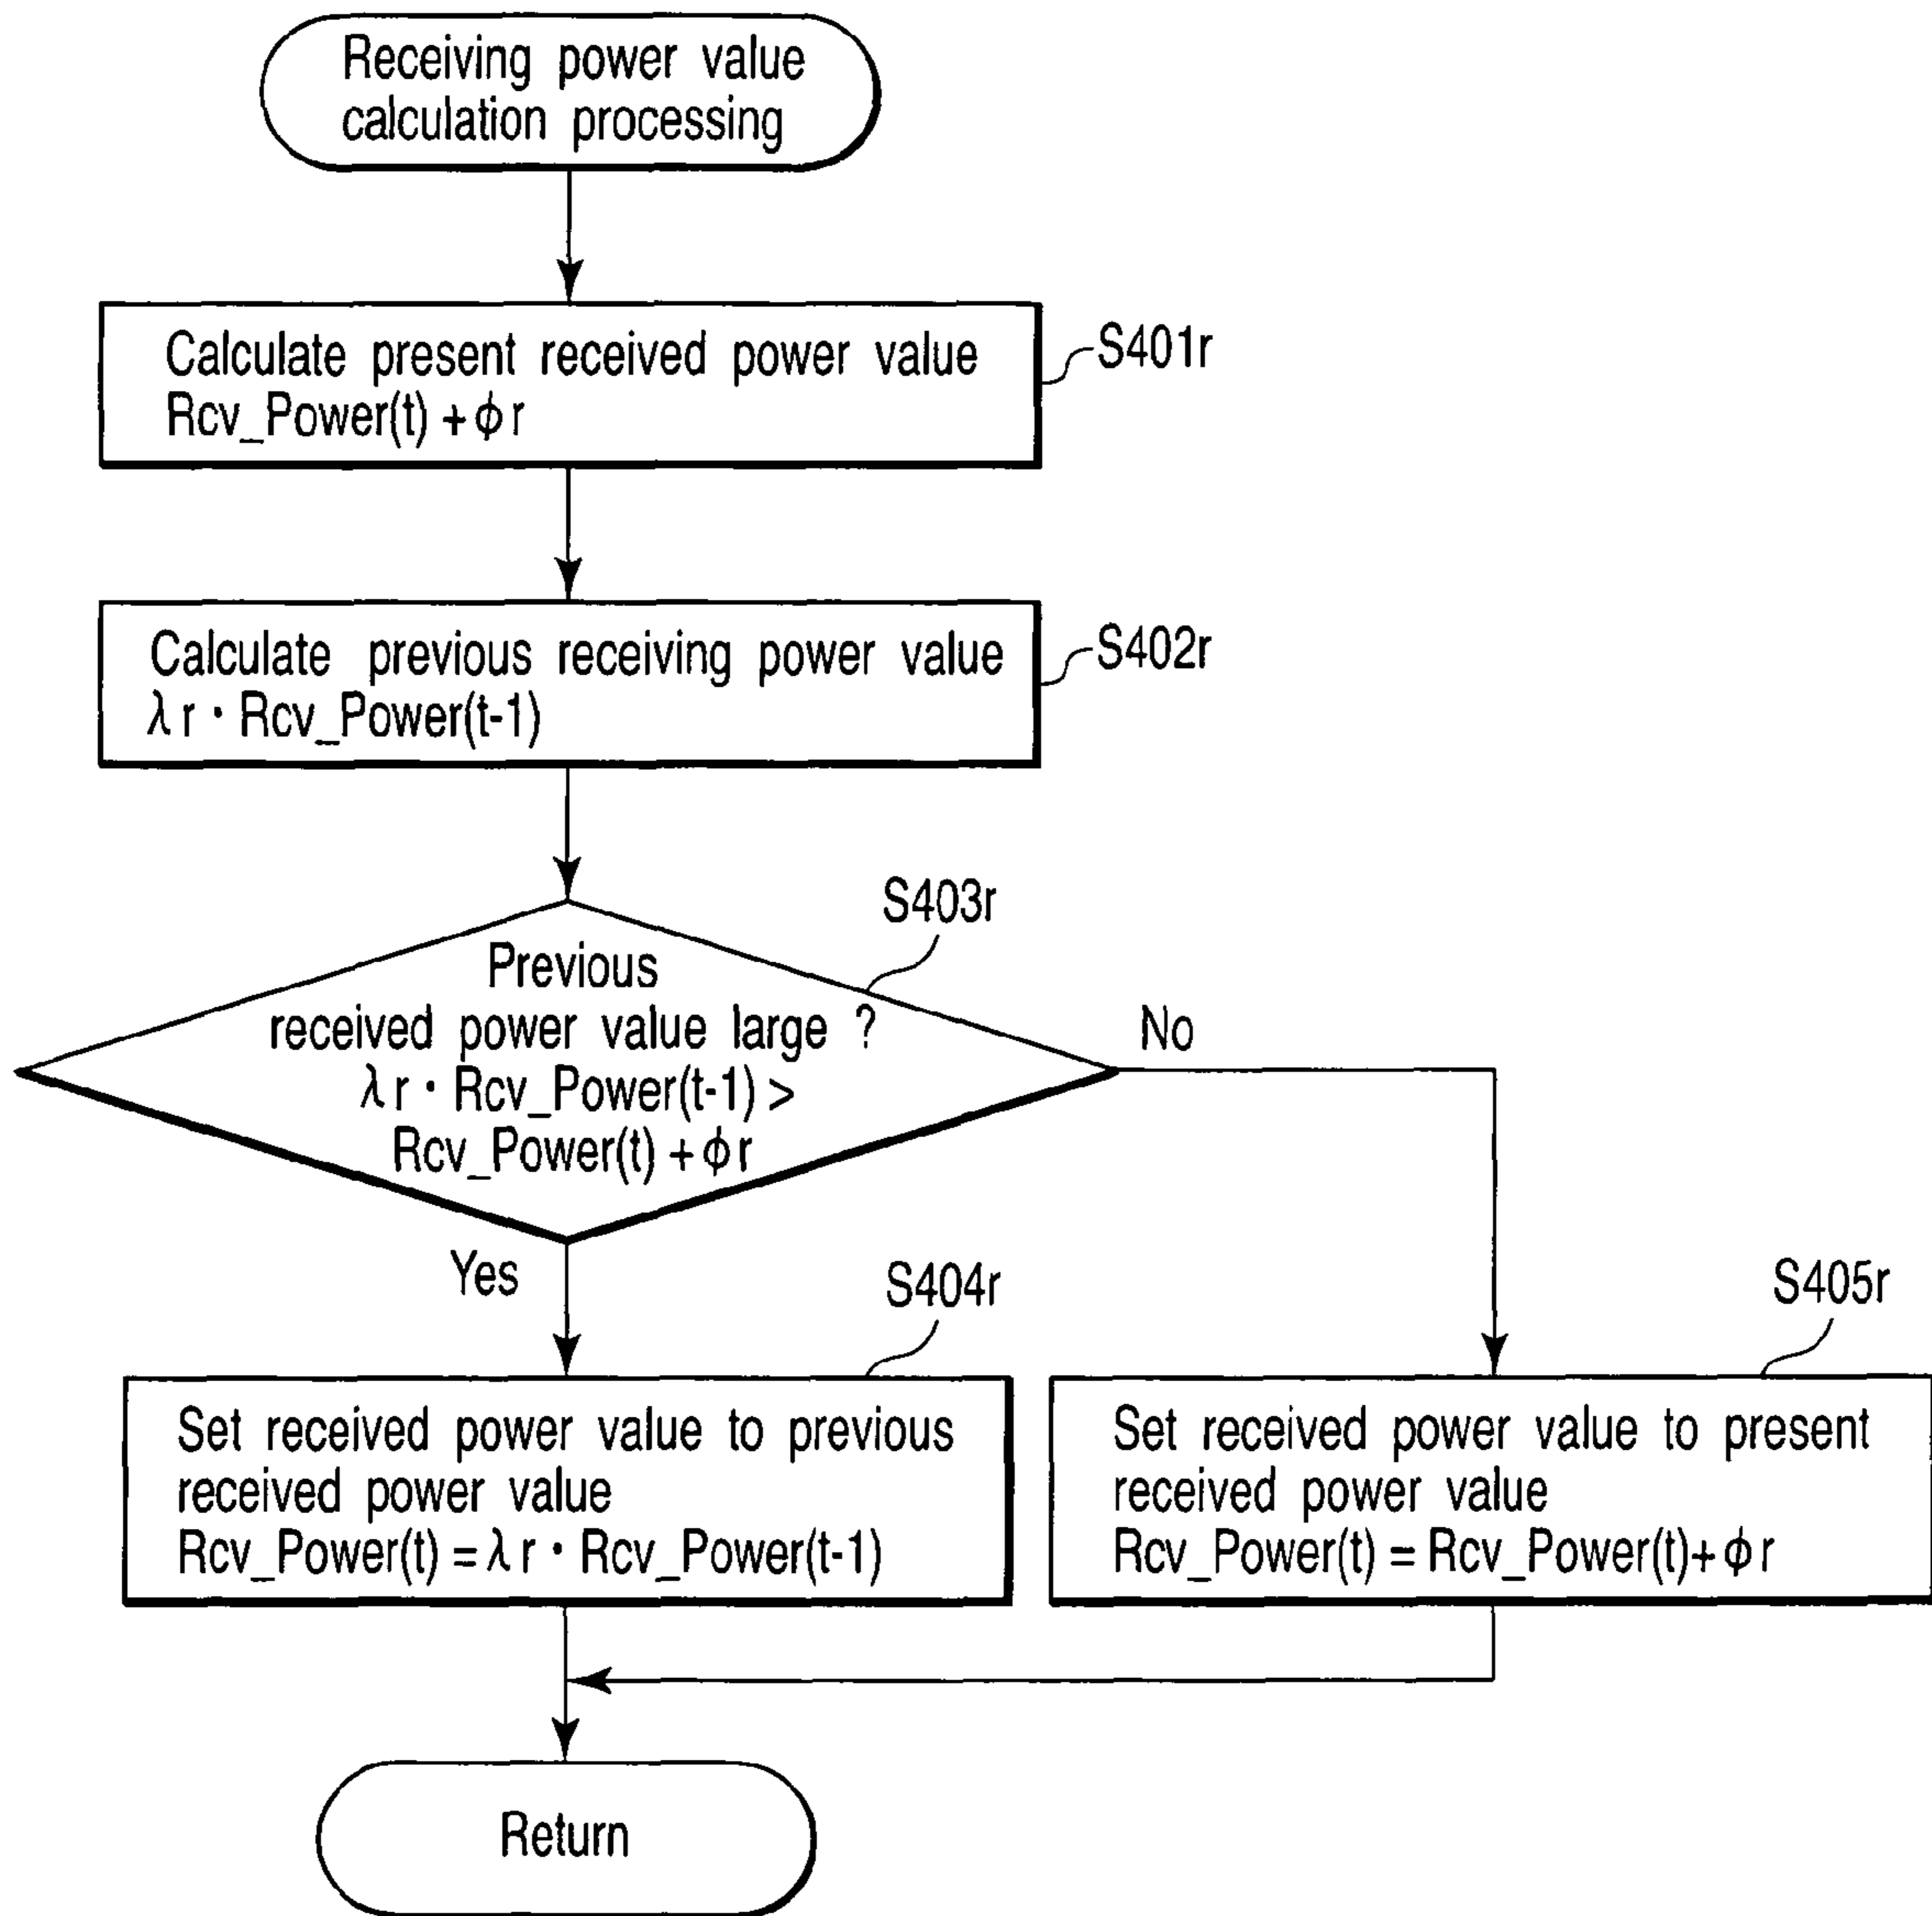 Receiving power value
calculation processing
Calculate present received power value
Rcv_Power(t) + ϕ r
S401r
Calculate previous receiving power value
λ r · Rcv_Power(t-1)
S402r
S403r
Previous
received power value large ?
λ r · Rcv_Power(t-1) >
Rcv_Power(t) + ϕ r
No
Yes
S404r
Set received power value to previous
received power value
Rcv_Power(t) = λ r · Rcv_Power(t-1)
S405r
Set received power value to present
received power value
Rcv_Power(t) = Rcv_Power(t)+ ϕ r
Return